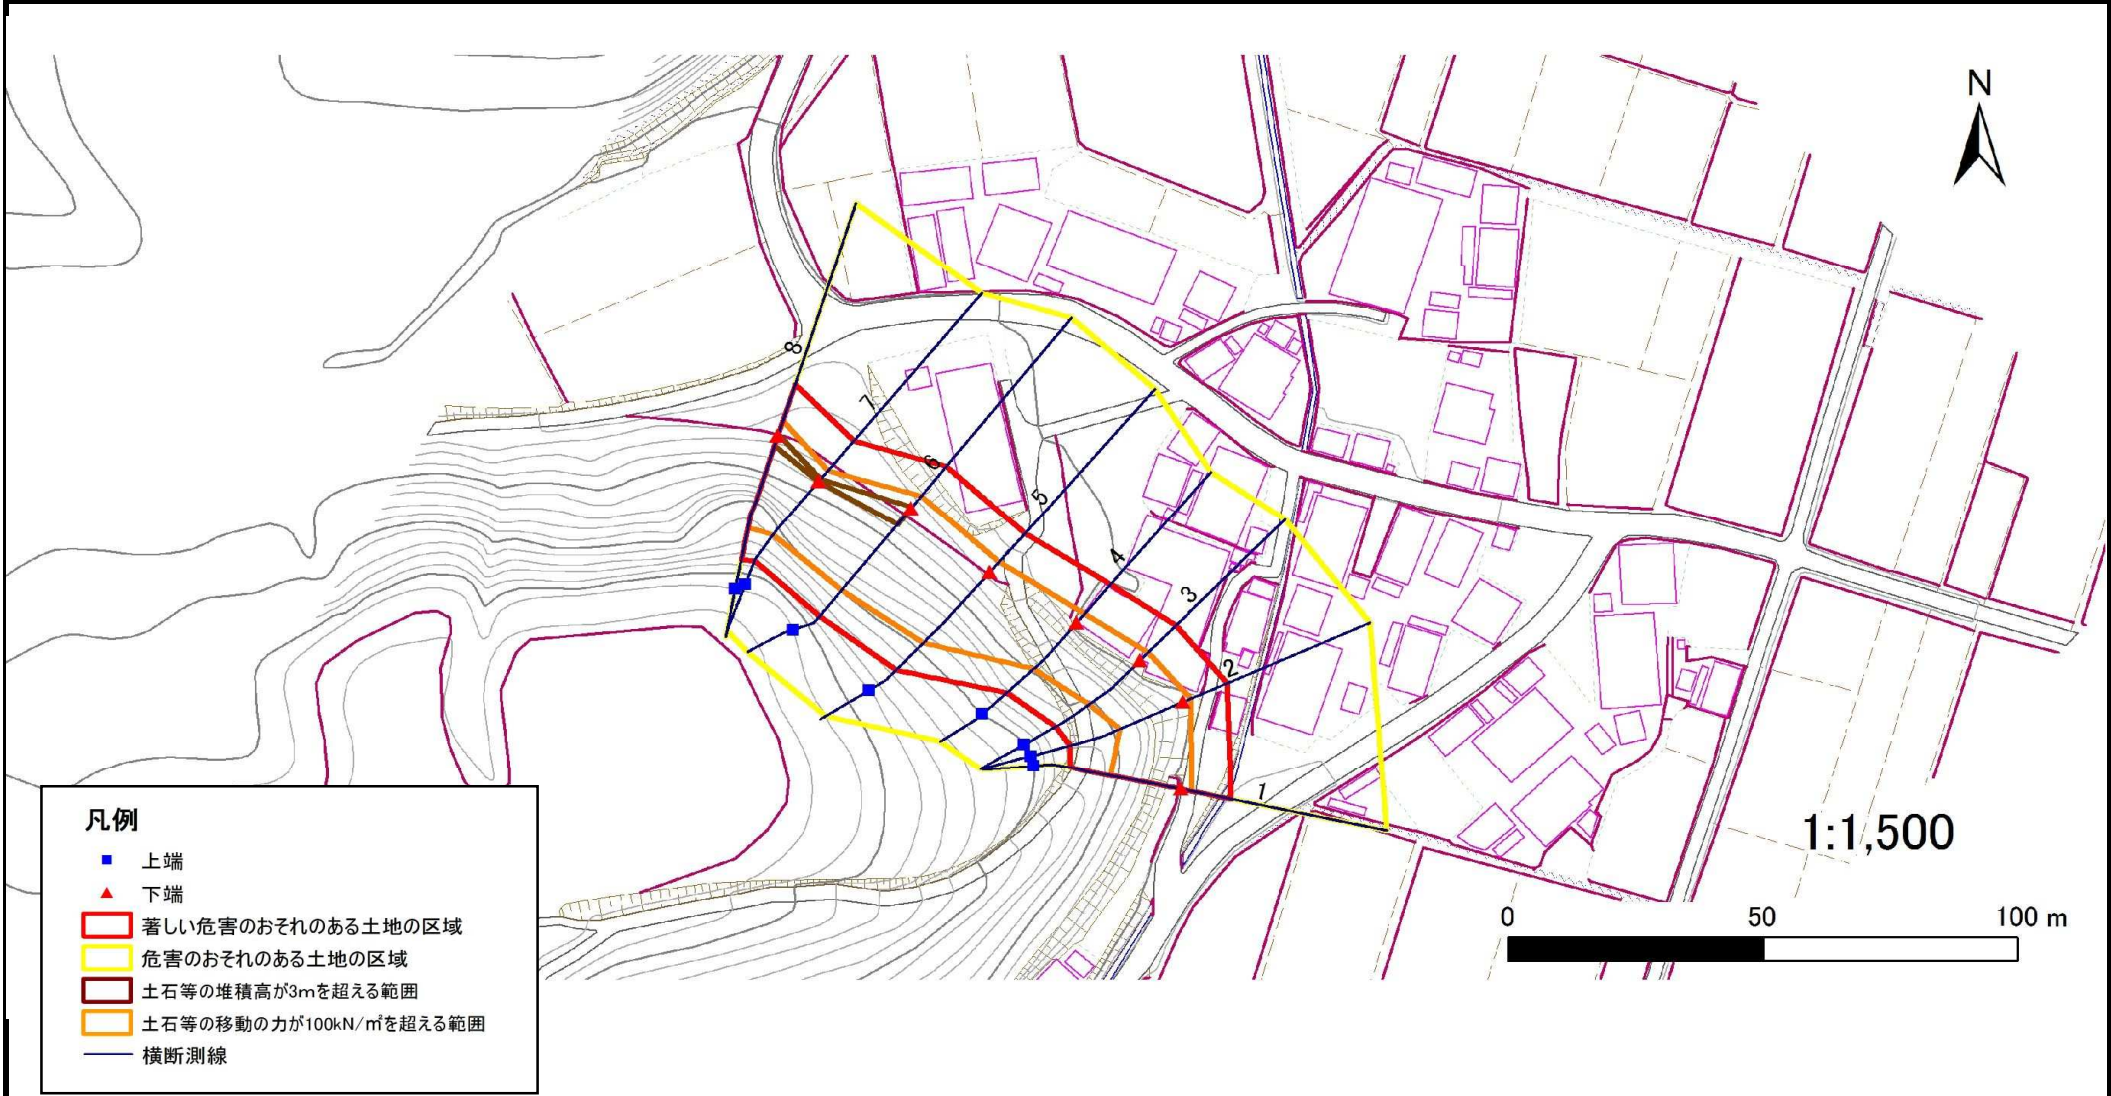 N
8
7
6
5
4
3
2
1
凡例
上端
下端
著しい危害のおそれのある土地の区域
危害のおそれのある土地の区域
土石等の堆積高が3mを超える範囲
土石等の移動の力が100kN/㎡を超える範囲
横断測線
1:1,500
0 50 100 m